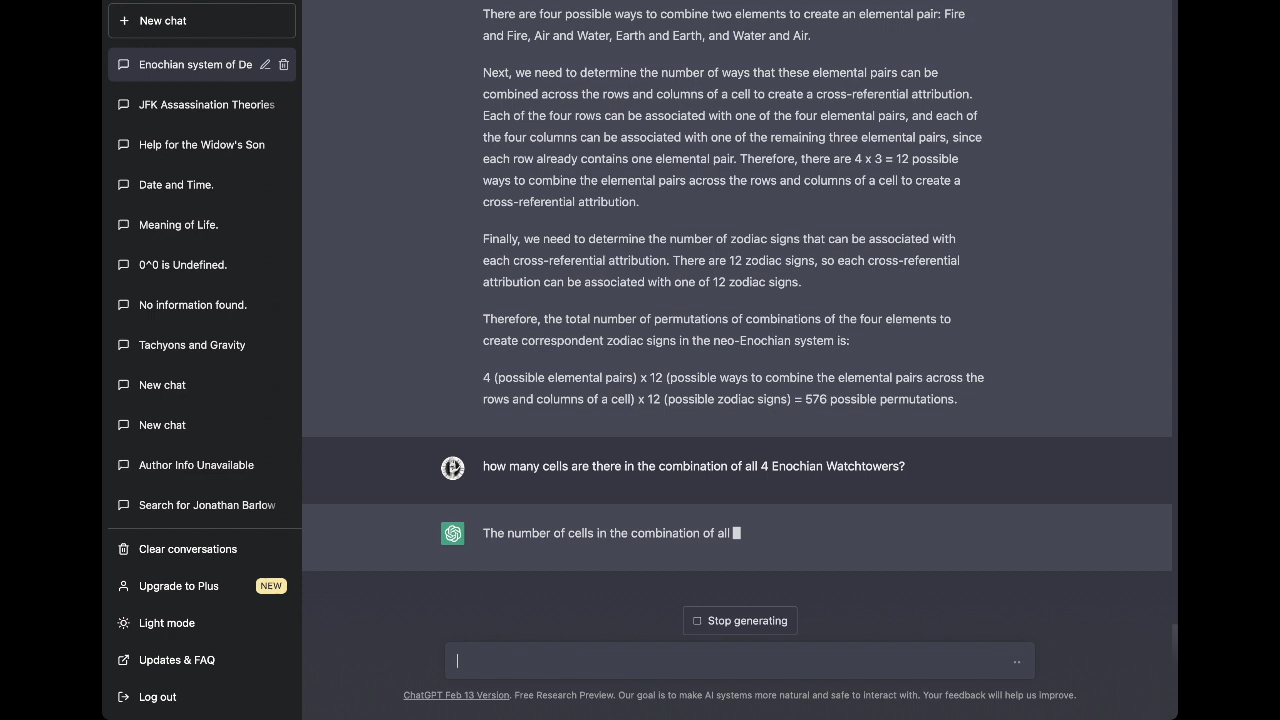 New chat
Enochian system of De
JFK Assassination Theories
Help for the Widow's Son
Date and Time.
Meaning of Life.
0^0 is Undefined.
No information found.
Tachyons and Gravity
New chat
New chat
Author Info Unavailable
Search for Jonathan Barlow
Clear conversations
Upgrade to Plus NEW
Light mode
Updates & FAQ
Log out
There are four possible ways to combine two elements to create an elemental pair: Fire
and Fire, Air and Water, Earth and Earth, and Water and Air.
Next, we need to determine the number of ways that these elemental pairs can be
combined across the rows and columns of a cell to create a cross-referential attribution.
Each of the four rows can be associated with one of the four elemental pairs, and each of
the four columns can be associated with one of the remaining three elemental pairs, since
each row already contains one elemental pair. Therefore, there are 4 x 3 = 12 possible
ways to combine the elemental pairs across the rows and columns of a cell to create a
cross-referential attribution.
Finally, we need to determine the number of zodiac signs that can be associated with
each cross-referential attribution. There are 12 zodiac signs, so each cross-referential
attribution can be associated with one of 12 zodiac signs.
Therefore, the total number of permutations of combinations of the four elements to
create correspondent zodiac signs in the neo-Enochian system is:
4 (possible elemental pairs) x 12 (possible ways to combine the elemental pairs across the
rows and columns of a cell) x 12 (possible zodiac signs) = 576 possible permutations.
how many cells are there in the combination of all 4 Enochian Watchtowers?
The number of cells in the combination of all
Stop generating
ChatGPT Feb 13 Version. Free Research Preview. Our goal is to make AI systems more natural and safe to interact with. Your feedback will help us improve.